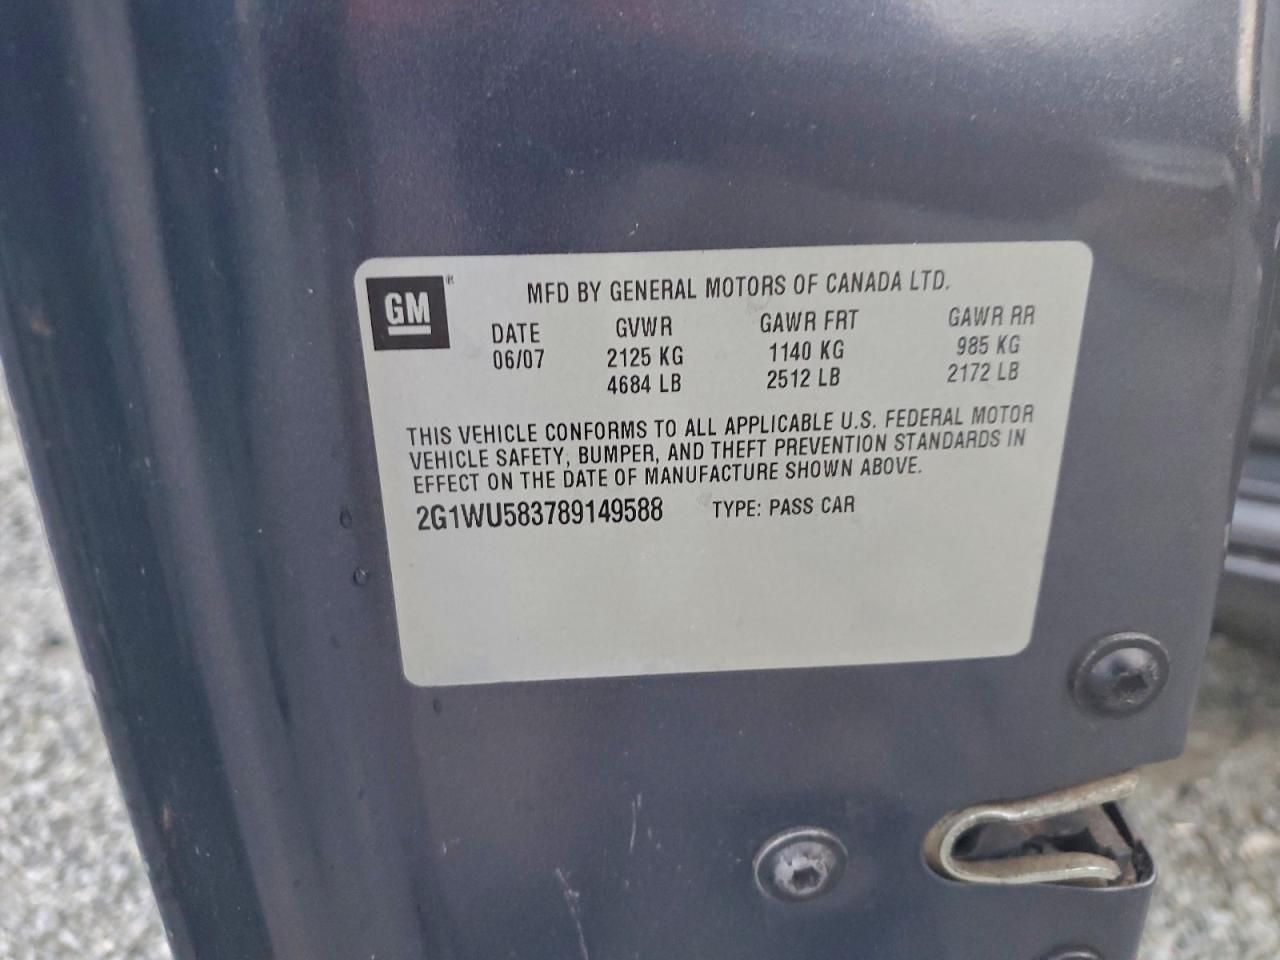 GM®
MFD BY GENERAL MOTORS OF CANADA LTD.
DATE GVWR GAWR FRT GAWR RR
06/07 2125 KG 1140 KG 985 KG
4684 LB 2512 LB 2172 LB
THIS VEHICLE CONFORMS TO ALL APPLICABLE U.S. FEDERAL MOTOR
VEHICLE SAFETY, BUMPER, AND THEFT PREVENTION STANDARDS IN
EFFECT ON THE DATE OF MANUFACTURE SHOWN ABOVE.
2G1WU583789149588 TYPE: PASS CAR